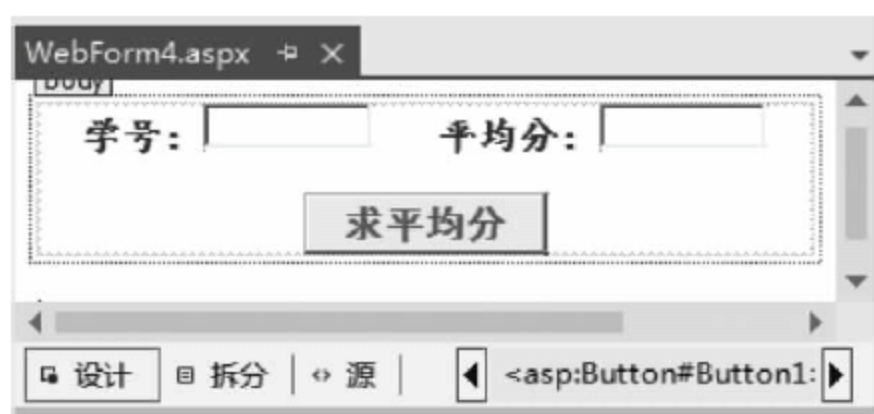 WebForm4.aspx
body
学号：
平均分：
求平均分
设计 拆分 源 <asp:Button#Button1: